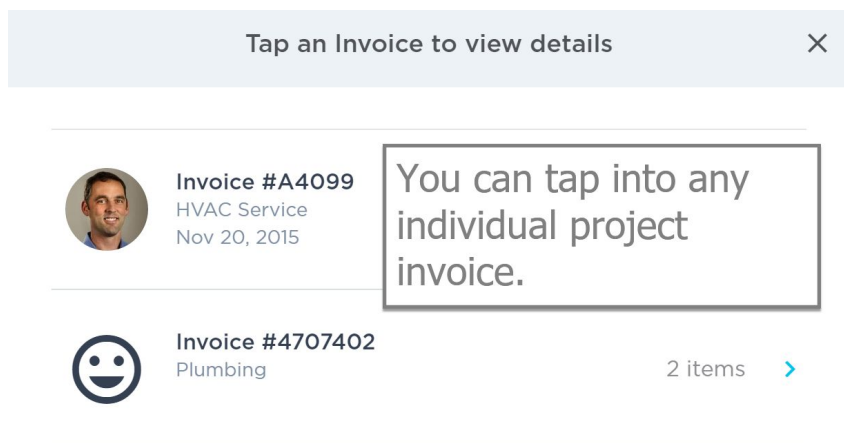 Tap an Invoice to view details
Invoice #A4099
HVAC Service
Nov 20, 2015
You can tap into any
individual project
invoice.
Invoice #4707402
Plumbing
2 items